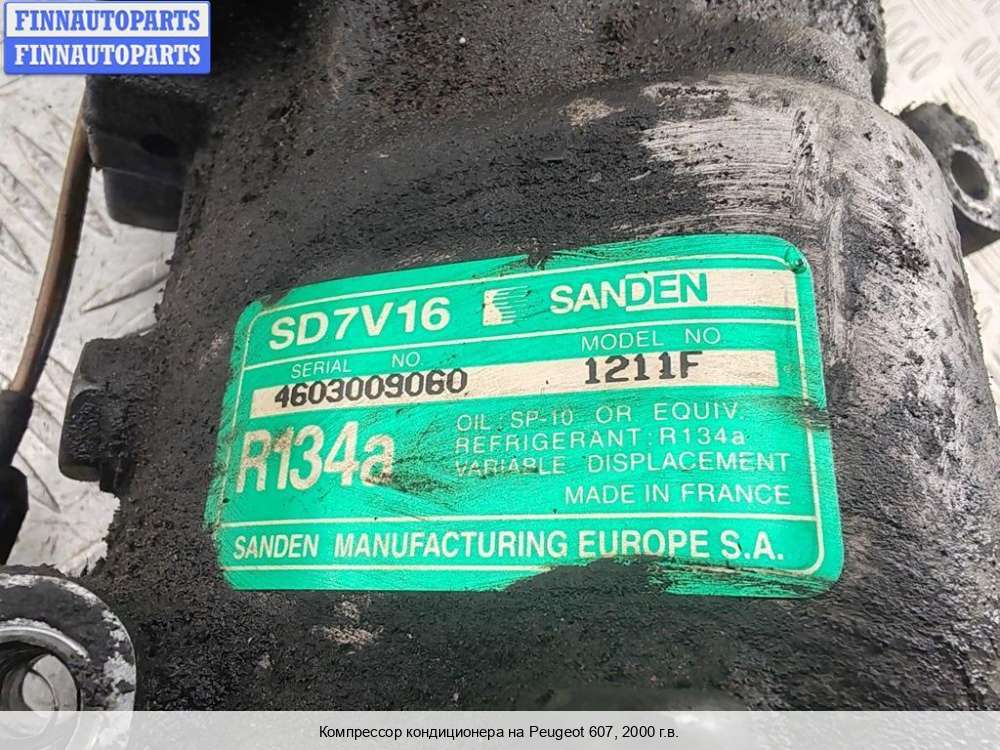 FINNAUTOPARTS
FINNAUTOPARTS
SD7V16 SANDEN
SERIAL NO MODEL NO
4603009060 1211F
R134a
OIL: SP-10 OR EQUIV.
REFRIGERANT: R134a
VARIABLE DISPLACEMENT
MADE IN FRANCE
SANDEN MANUFACTURING EUROPE S.A.
Компрессор кондиционера на Peugeot 607, 2000 г.в.